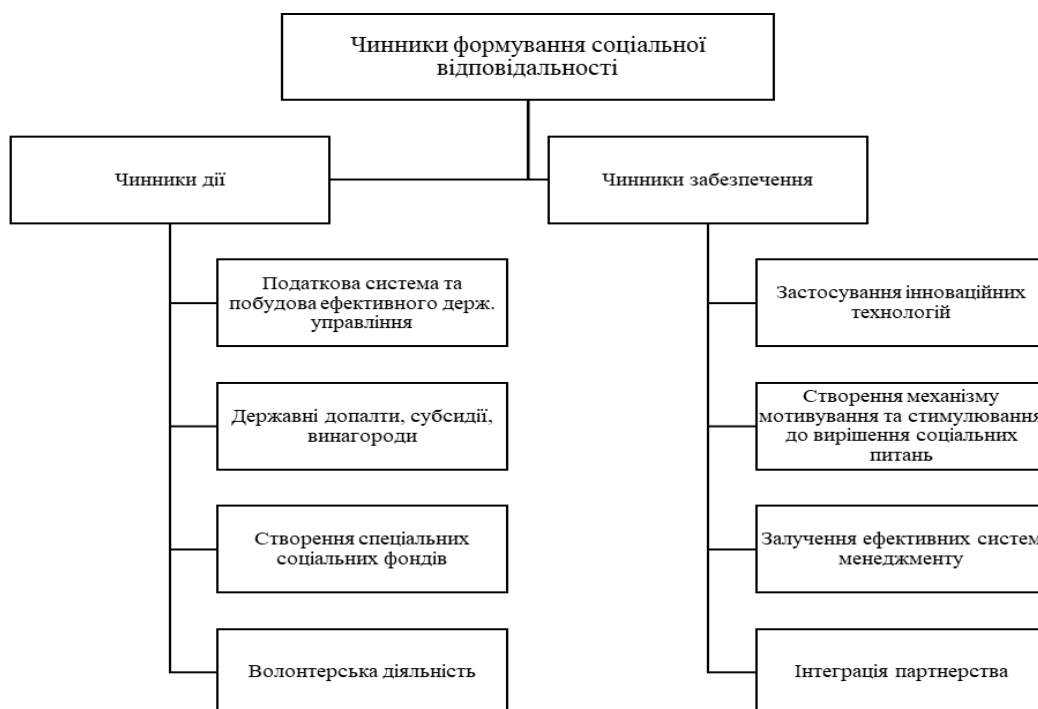 Чинники формування соціальної
відповідальності
Чинники дії
Чинники забезпечення
Податкова система та
побудова ефективного держ.
управління
Застосування інноваційних
технологій
Державні допалти, субсидії,
винагороди
Створення механізму
мотивування та стимулювання
до вирішення соціальних
питань
Створення спеціальних
соціальних фондів
Залучення ефективних систем
менеджменту
Волонтерська діяльність
Інтеграція партнерства